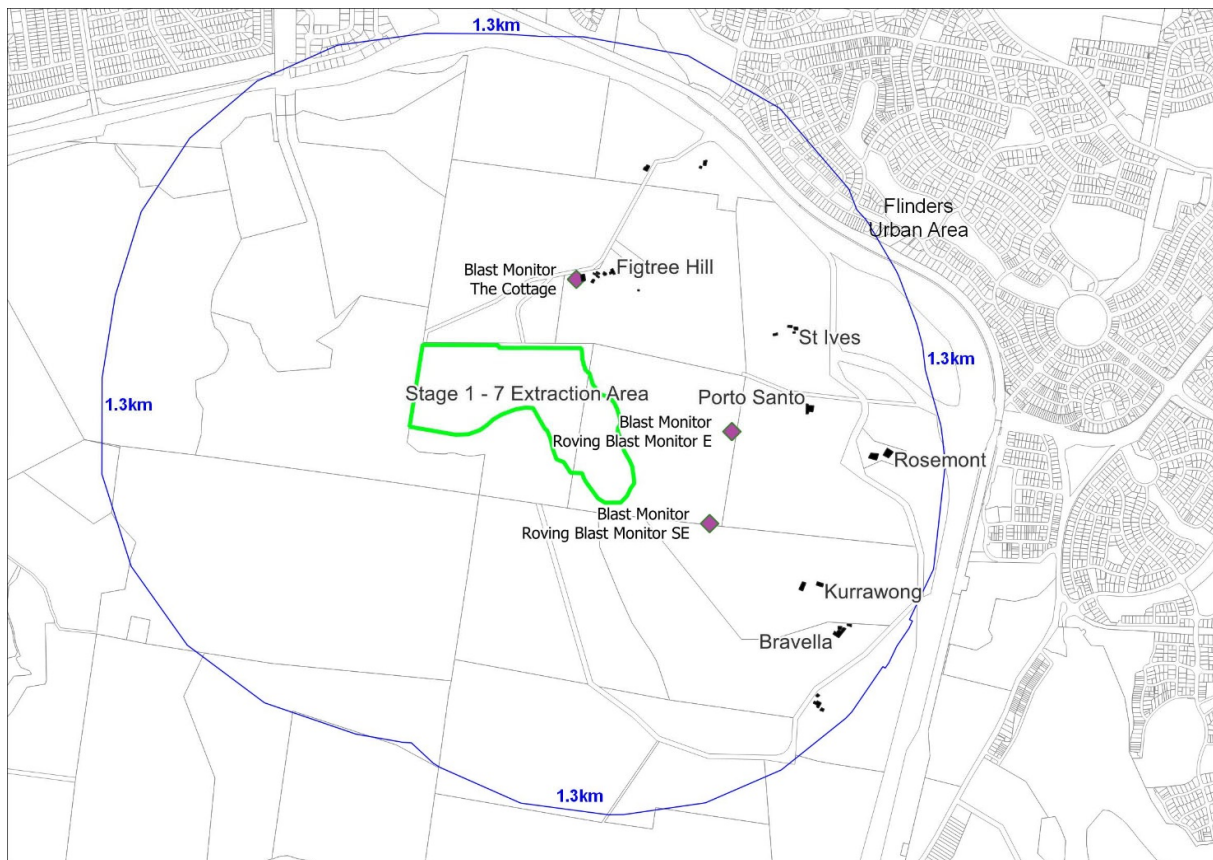 1.3km
Flinders
Urban Area
Blast Monitor
The Cottage
Figtree Hill
St Ives
1.3km
1.3km
Stage 1 - 7 Extraction Area
Porto Santo
Blast Monitor
Roving Blast Monitor E
Rosemont
Blast Monitor
Roving Blast Monitor SE
Kurrawong
Bravella
1.3km